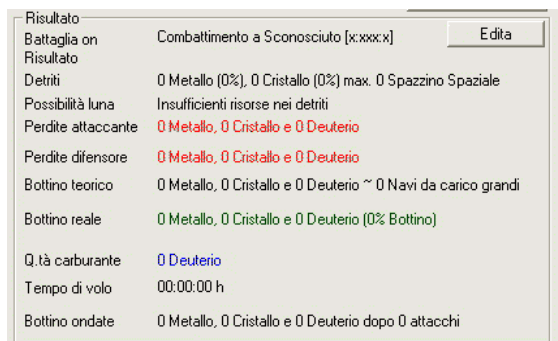 Risultato
Battaglia on Combattimento a Sconosciuto [x:xxx:x] Edita
Risultato
Detriti 0 Metallo (0%), 0 Cristallo (0%) max. 0 Spazzino Spaziale
Possibilità luna Insufficienti risorse nei detriti
Perdite attaccante 0 Metallo, 0 Cristallo e 0 Deuterio
Perdite difensore 0 Metallo, 0 Cristallo e 0 Deuterio
Bottino teorico 0 Metallo, 0 Cristallo e 0 Deuterio ~ 0 Navi da carico grandi
Bottino reale 0 Metallo, 0 Cristallo e 0 Deuterio (0% Bottino)
Q.tà carburante 0 Deuterio
Tempo di volo 00:00:00 h
Bottino ondate 0 Metallo, 0 Cristallo e 0 Deuterio dopo 0 attacchi